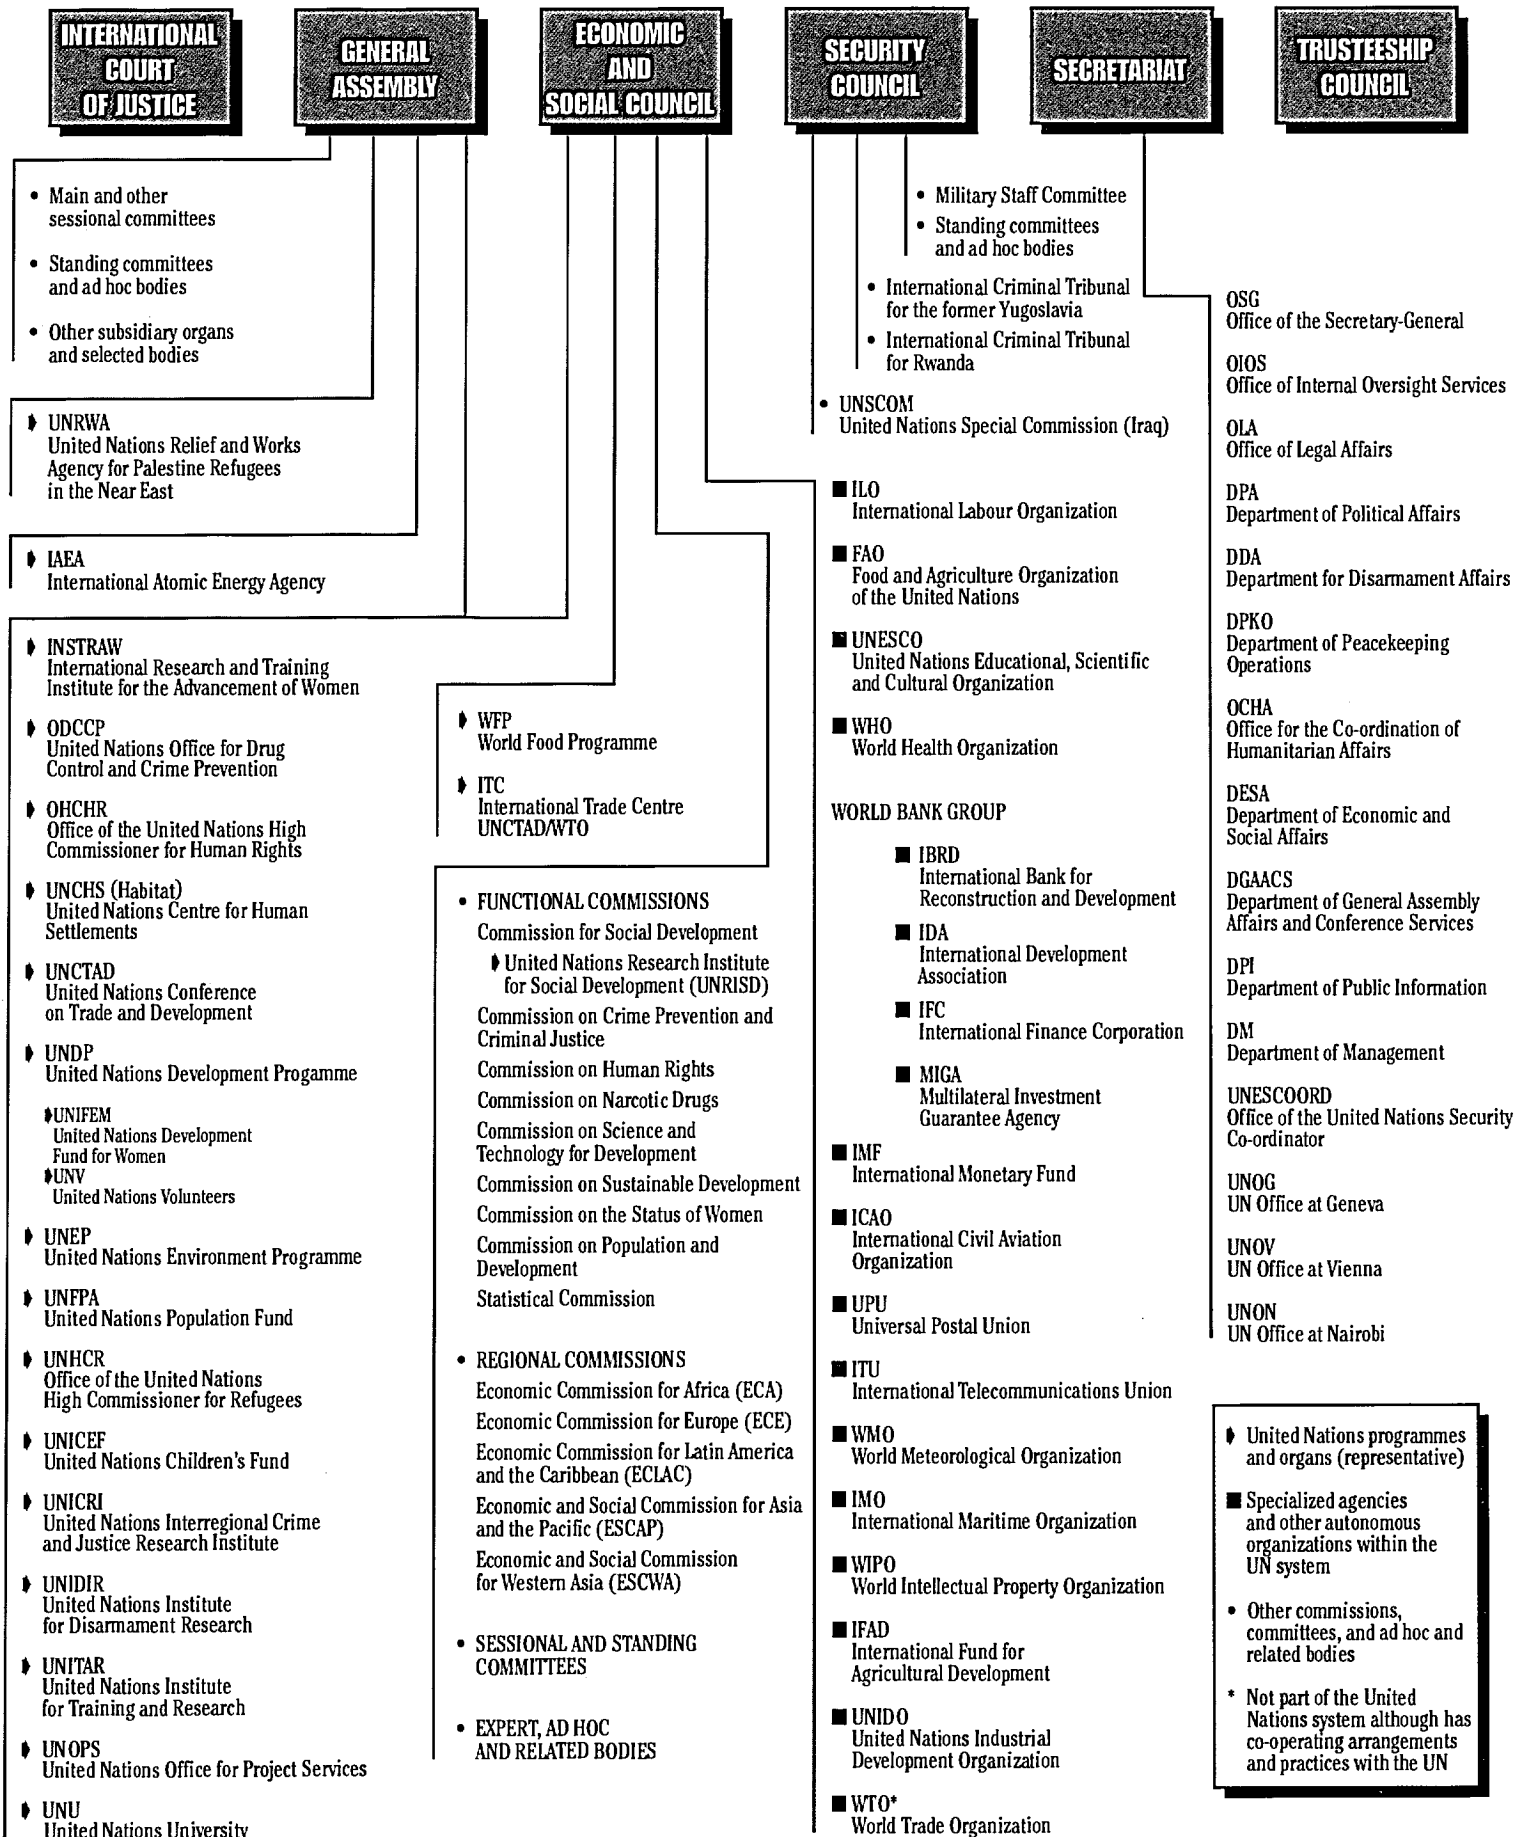 INTERNATIONAL
COURT
OF JUSTICE
GENERAL
ASSEMBLY
ECONOMIC
AND
SOCIAL COUNCIL
SECURITY
COUNCIL
SECRETARIAT
TRUSTEESHIP
COUNCIL
• Main and other
sessional committees
• Standing committees
and ad hoc bodies
• Other subsidiary organs
and selected bodies
UNRWA
United Nations Relief and Works
Agency for Palestine Refugees
in the Near East
IAEA
International Atomic Energy Agency
INSTRAW
International Research and Training
Institute for the Advancement of Women
ODCCP
United Nations Office for Drug
Control and Crime Prevention
OHCHR
Office of the United Nations High
Commissioner for Human Rights
UNCHS (Habitat)
United Nations Centre for Human
Settlements
UNCTAD
United Nations Conference
on Trade and Development
UNDP
United Nations Development Progamme
UNIFEM
United Nations Development
Fund for Women
UNV
United Nations Volunteers
UNEP
United Nations Environment Programme
UNFPA
United Nations Population Fund
UNHCR
Office of the United Nations
High Commissioner for Refugees
UNICEF
United Nations Children's Fund
UNICRI
United Nations Interregional Crime
and Justice Research Institute
UNIDIR
United Nations Institute
for Disarmament Research
UNITAR
United Nations Institute
for Training and Research
UNOPS
United Nations Office for Project Services
UNU
United Nations University
WFP
World Food Programme
ITC
International Trade Centre
UNCTAD/WTO
• FUNCTIONAL COMMISSIONS
Commission for Social Development
United Nations Research Institute
for Social Development (UNRISD)
Commission on Crime Prevention and
Criminal Justice
Commission on Human Rights
Commission on Narcotic Drugs
Commission on Science and
Technology for Development
Commission on Sustainable Development
Commission on the Status of Women
Commission on Population and
Development
Statistical Commission
• REGIONAL COMMISSIONS
Economic Commission for Africa (ECA)
Economic Commission for Europe (ECE)
Economic Commission for Latin America
and the Caribbean (ECLAC)
Economic and Social Commission for Asia
and the Pacific (ESCAP)
Economic and Social Commission
for Western Asia (ESCWA)
• SESSIONAL AND STANDING
COMMITTEES
• EXPERT, AD HOC
AND RELATED BODIES
• Military Staff Committee
• Standing committees
and ad hoc bodies
• International Criminal Tribunal
for the former Yugoslavia
• International Criminal Tribunal
for Rwanda
• UNSCOM
United Nations Special Commission (Iraq)
■ ILO
International Labour Organization
■ FAO
Food and Agriculture Organization
of the United Nations
■ UNESCO
United Nations Educational, Scientific
and Cultural Organization
■ WHO
World Health Organization
WORLD BANK GROUP
■ IBRD
International Bank for
Reconstruction and Development
■ IDA
International Development
Association
■ IFC
International Finance Corporation
■ MIGA
Multilateral Investment
Guarantee Agency
■ IMF
International Monetary Fund
■ ICAO
International Civil Aviation
Organization
■ UPU
Universal Postal Union
■ ITU
International Telecommunications Union
■ WMO
World Meteorological Organization
■ IMO
International Maritime Organization
■ WIPO
World Intellectual Property Organization
■ IFAD
International Fund for
Agricultural Development
■ UNIDO
United Nations Industrial
Development Organization
■ WTO*
World Trade Organization
OSG
Office of the Secretary-General
OIOS
Office of Internal Oversight Services
OLA
Office of Legal Affairs
DPA
Department of Political Affairs
DDA
Department for Disarmament Affairs
DPKO
Department of Peacekeeping
Operations
OCHA
Office for the Co-ordination of
Humanitarian Affairs
DESA
Department of Economic and
Social Affairs
DGAACS
Department of General Assembly
Affairs and Conference Services
DPI
Department of Public Information
DM
Department of Management
UNESCOORD
Office of the United Nations Security
Co-ordinator
UNOG
UN Office at Geneva
UNOV
UN Office at Vienna
UNON
UN Office at Nairobi
United Nations programmes
and organs (representative)
■ Specialized agencies
and other autonomous
organizations within the
UN system
• Other commissions,
committees, and ad hoc and
related bodies
* Not part of the United
Nations system although has
co-operating arrangements
and practices with the UN